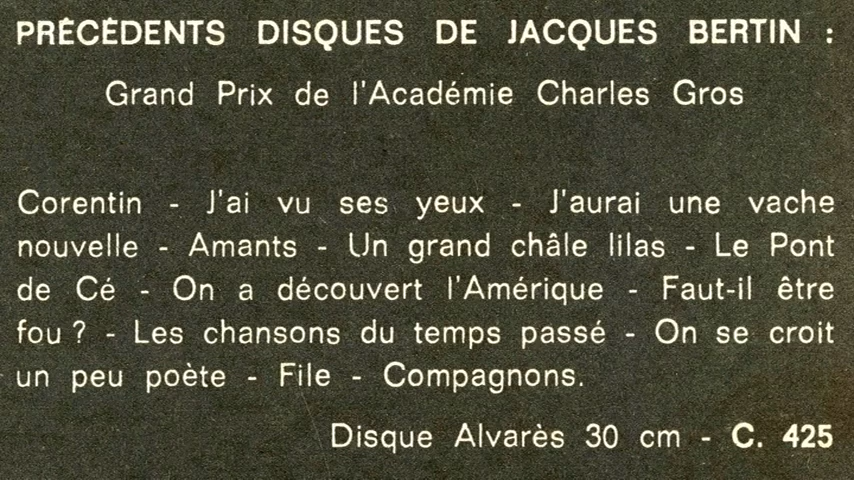 PRÉCÉDENTS DISQUES DE JACQUES BERTIN :
Grand Prix de l'Académie Charles Gros
Corentin - J'ai vu ses yeux - J'aurai une vache
nouvelle - Amants - Un grand châle lilas - Le Pont
de Cé - On a découvert l'Amérique - Faut-il être
fou ? - Les chansons du temps passé - On se croit
un peu poète - File - Compagnons.
Disque Alvarès 30 cm - C. 425